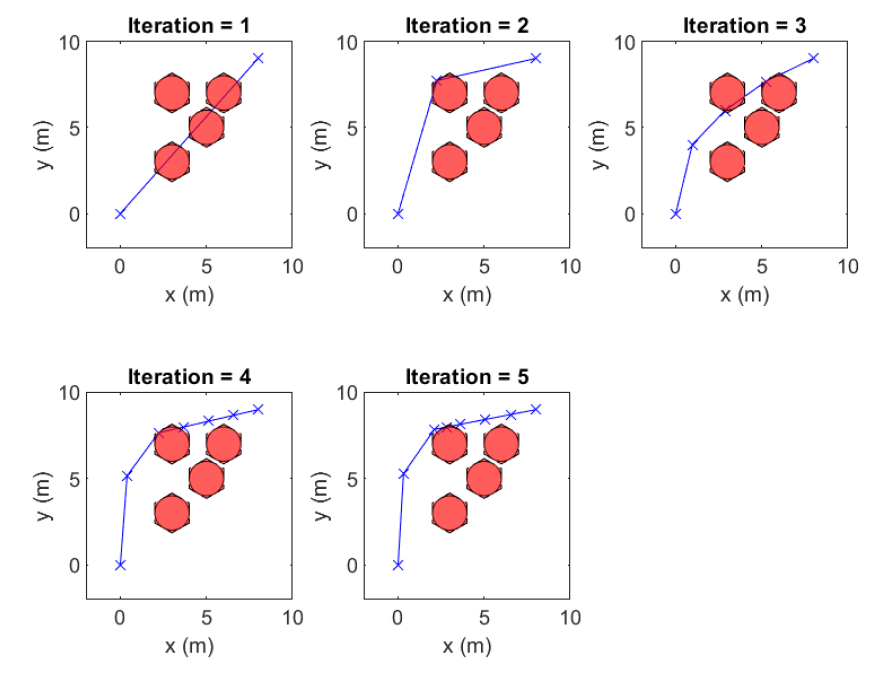 Iteration = 1
10
5
0
y (m)
0
5
10
x (m)
Iteration = 2
10
5
0
y (m)
0
5
10
x (m)
Iteration = 3
10
5
0
y (m)
0
5
10
x (m)
Iteration = 4
10
5
0
y (m)
0
5
10
x (m)
Iteration = 5
10
5
0
y (m)
0
5
10
x (m)